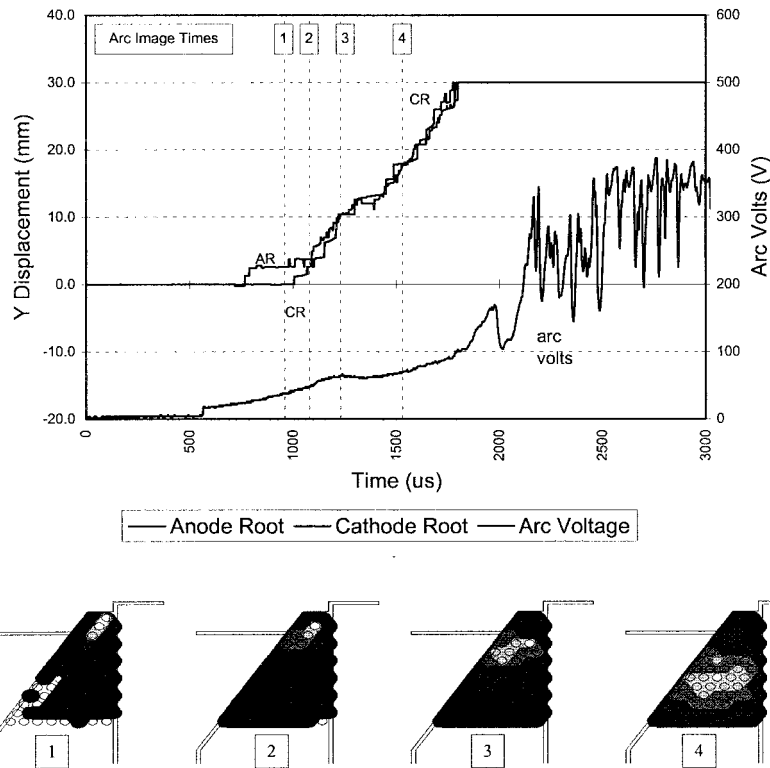 40.0
30.0
20.0
10.0
0.0
-10.0
-20.0
Y Displacement (mm)
Arc Image Times
1
2
3
4
CR
AR
CR
arc
volts
600
500
400
300
200
100
0
Arc Volts (V)
0
500
1000
1500
2000
2500
3000
Time (us)
Anode Root
Cathode Root
Arc Voltage
1
2
3
4